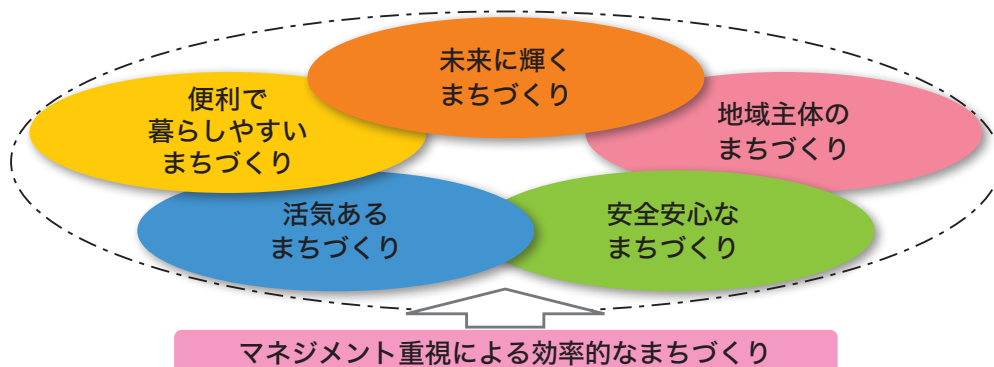 未来に輝く
まちづくり
便利で
暮らしやすい
まちづくり
地域主体の
まちづくり
活気ある
まちづくり
安全安心な
まちづくり
マネジメント重視による効率的なまちづくり